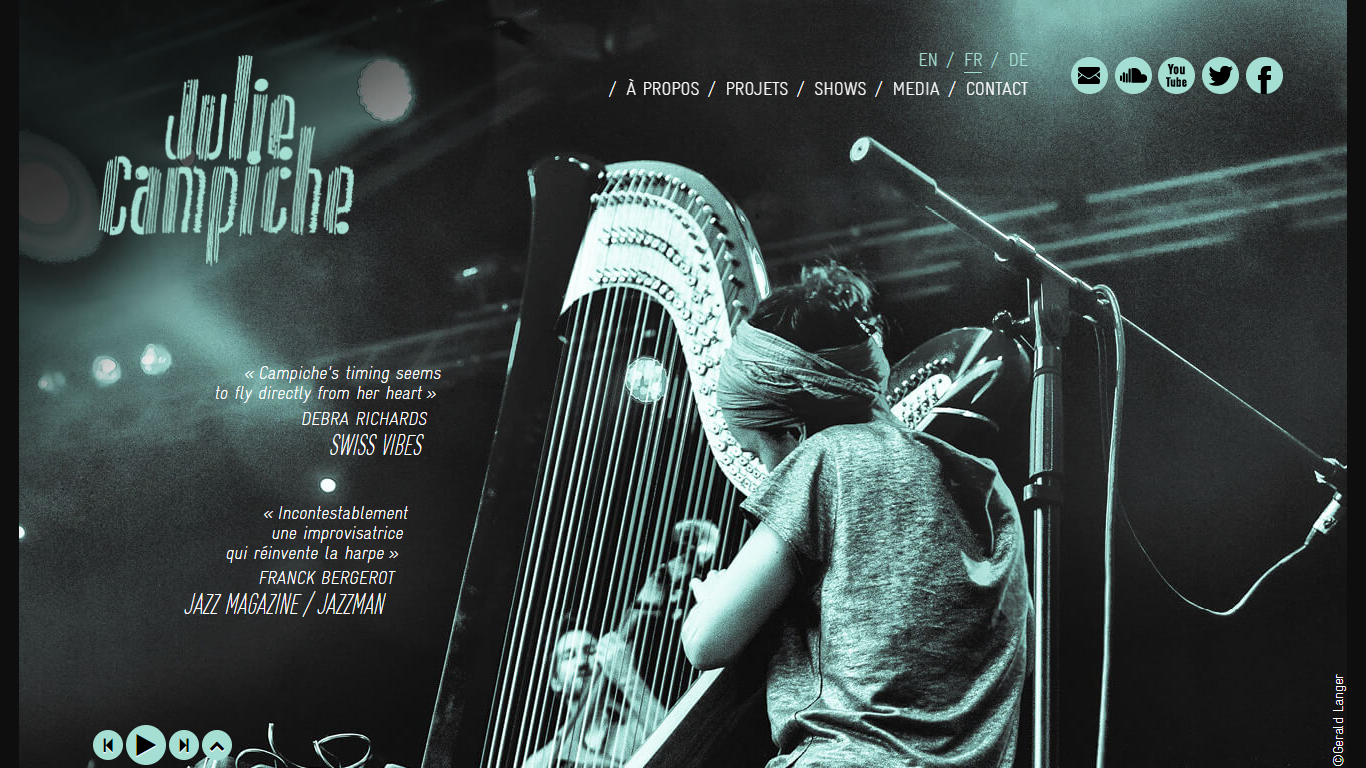 Julie
Campiche
EN / FR / DE
/ À PROPOS / PROJETS / SHOWS / MEDIA / CONTACT
You
Tube
« Campiche's timing seems
to fly directly from her heart »
DEBRA RICHARDS
SWISS VIBES
« Incontestablement
une improvisatrice
qui réinvente la harpe »
FRANCK BERGEROT
JAZZ MAGAZINE / JAZZMAN
©Gerald Langer